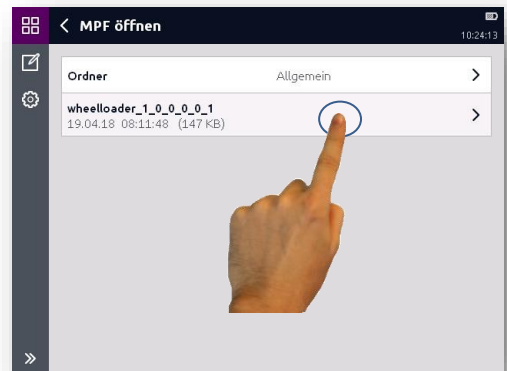 MPF öffnen
10:24:13
Ordner Allgemein
wheelloader_1_0_0_0_0_1
19.04.18 08:11:48 (147 KB)